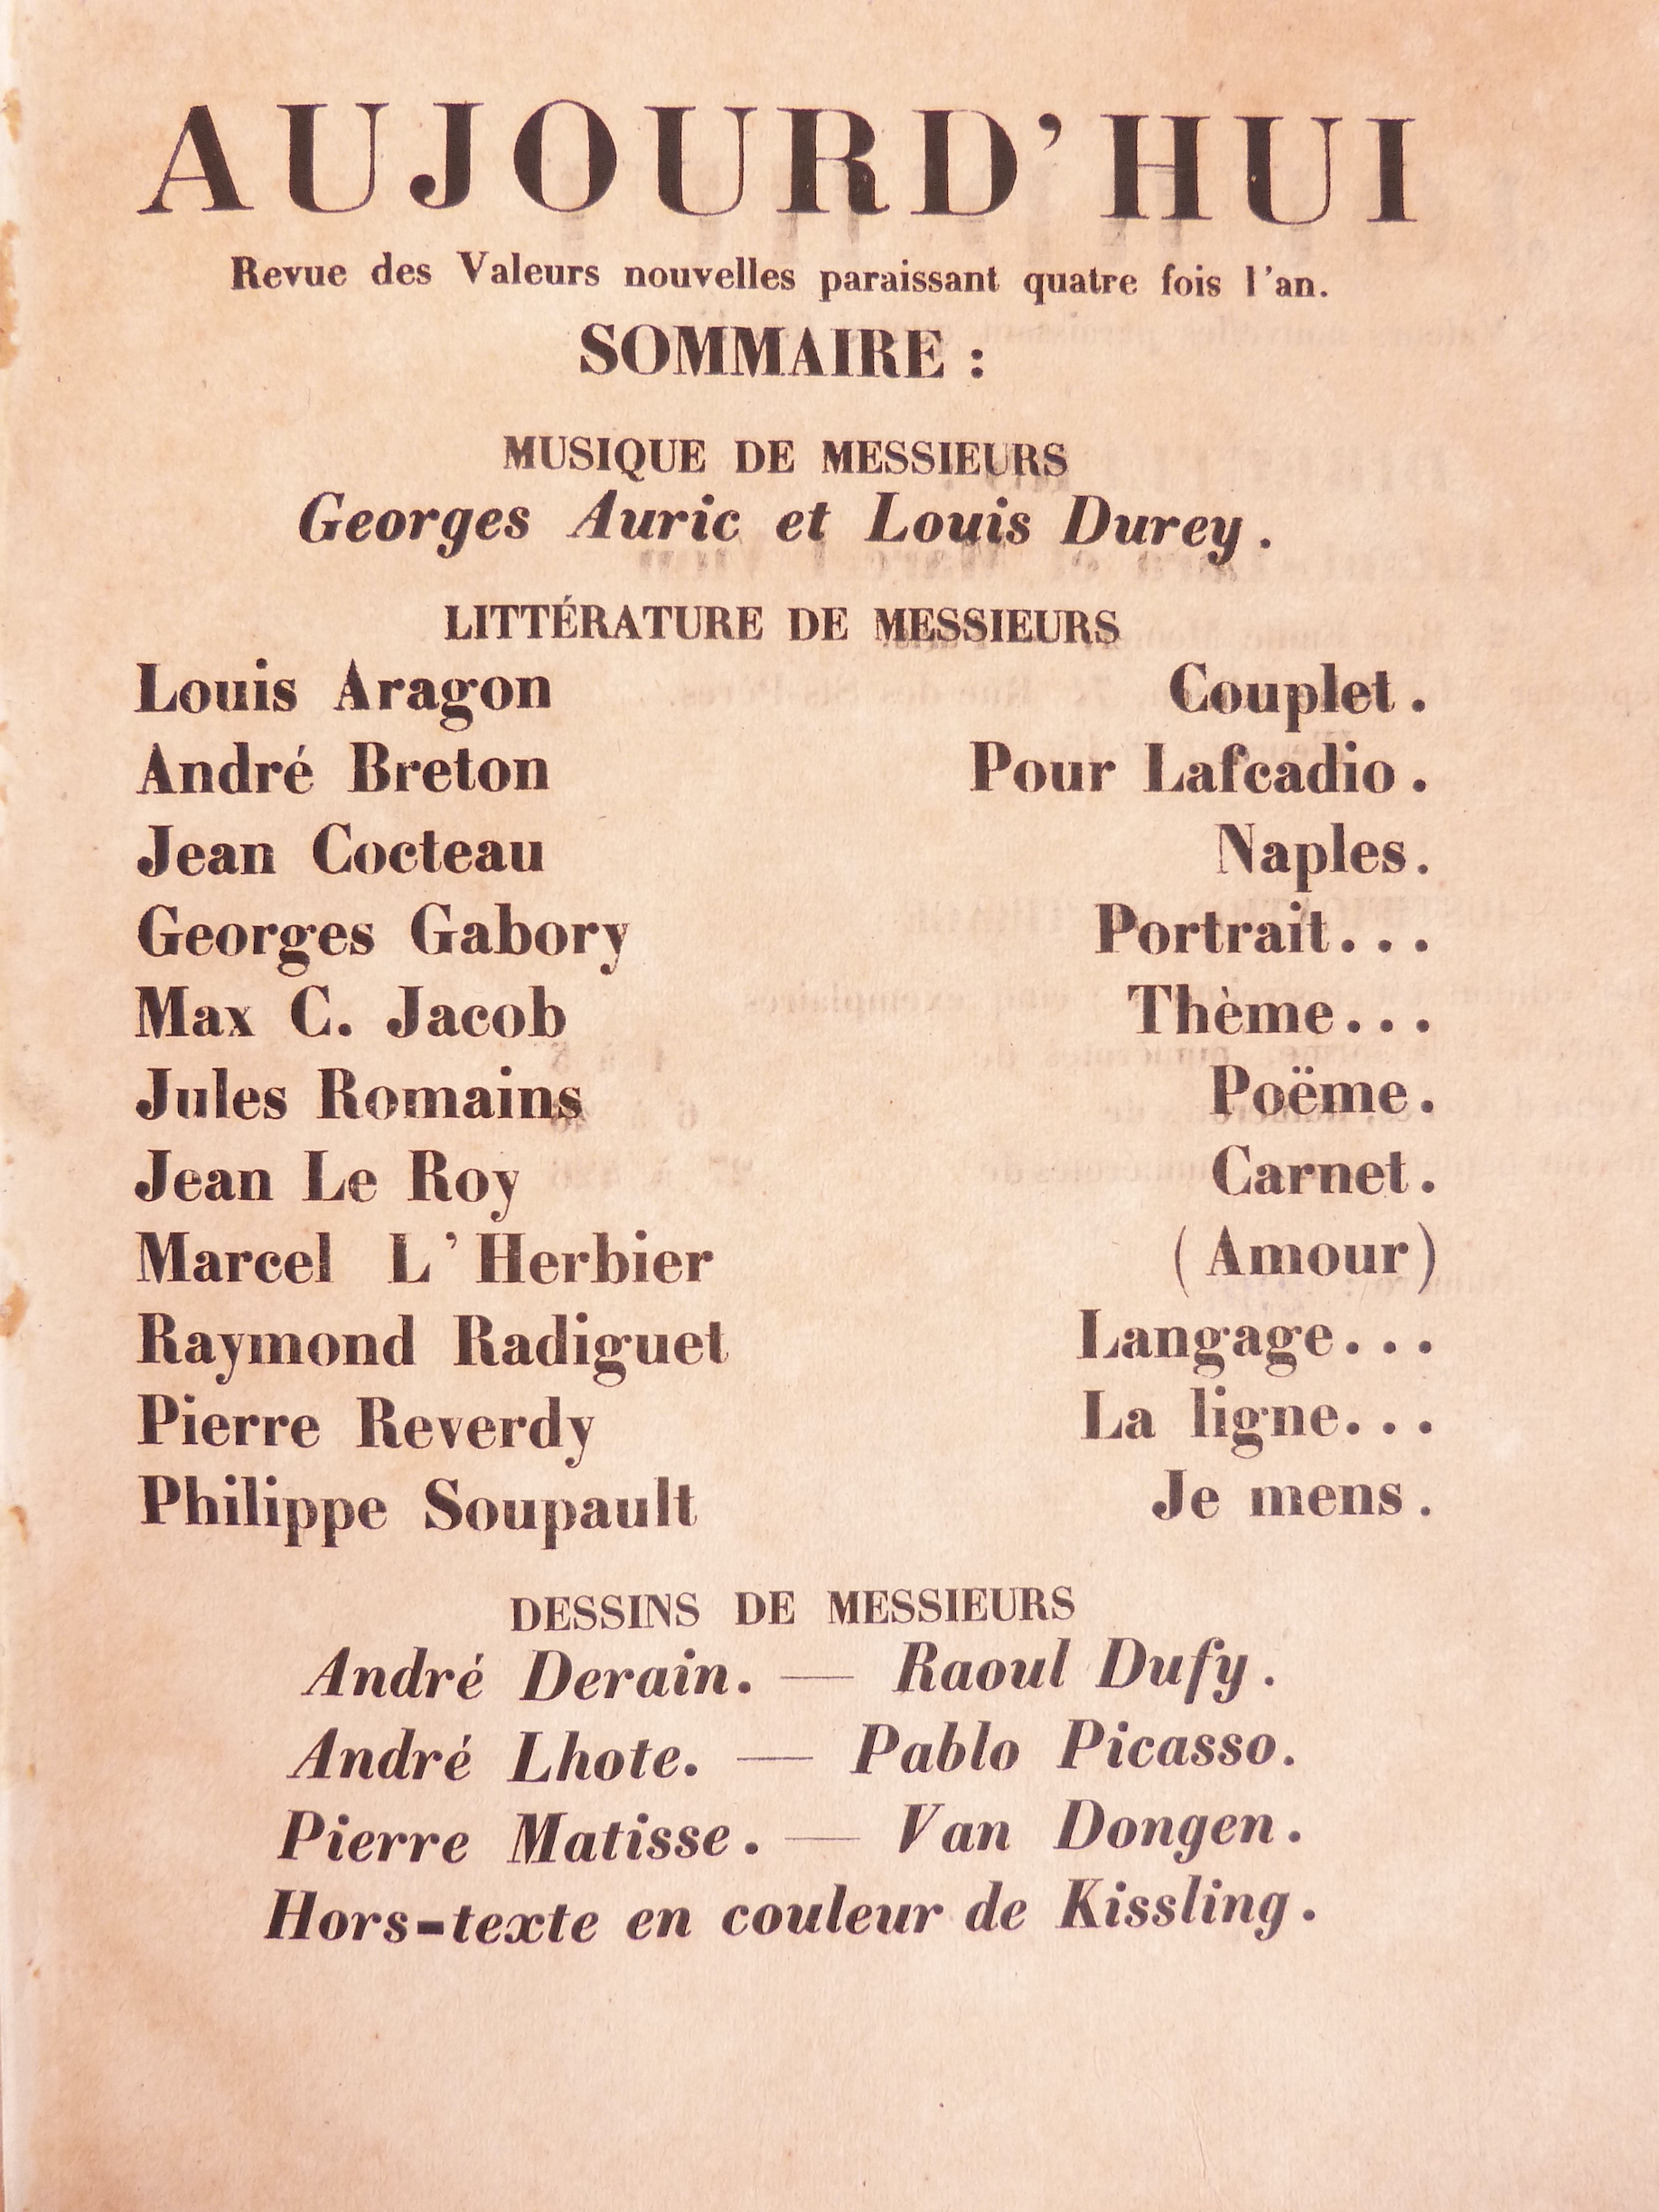 AUJOURD'HUI
Revue des Valeurs nouvelles paraissant quatre fois l'an.
SOMMAIRE :
MUSIQUE DE MESSIEURS
Georges Auric et Louis Durey.
LITTÉRATURE DE MESSIEURS
Louis Aragon Couplet.
André Breton Pour Lafcadio.
Jean Cocteau Naples.
Georges Gabory Portrait...
Max C. Jacob Thème...
Jules Romains Poëme.
Jean Le Roy Carnet.
Marcel L'Herbier (Amour)
Raymond Radiguet Langage...
Pierre Reverdy La ligne...
Philippe Soupault Je mens.
DESSINS DE MESSIEURS
André Derain. — Raoul Dufy.
André Lhote. — Pablo Picasso.
Pierre Matisse. — Van Dongen.
Hors-texte en couleur de Kissling.